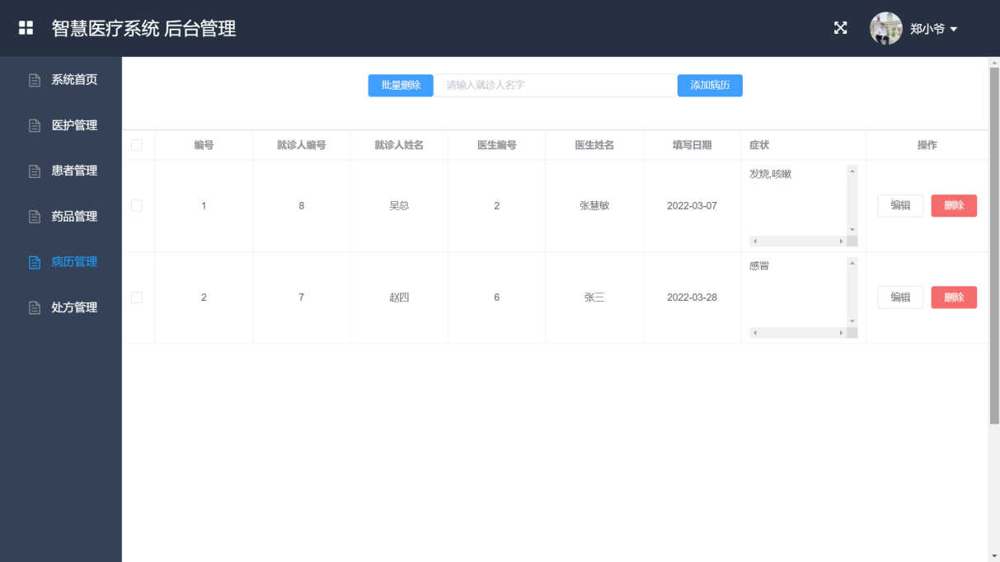 智慧医疗系统 后台管理
郑小爷
系统首页
医护管理
患者管理
药品管理
病历管理
处方管理
批量删除 请输入就诊人名字 添加病历
编号 就诊人编号 就诊人姓名 医生编号 医生姓名 填写日期 症状 操作
1 8 吴总 2 张慧敏 2022-03-07 发烧,咳嗽 编辑 删除
2 7 赵四 6 张三 2022-03-28 感冒 编辑 删除